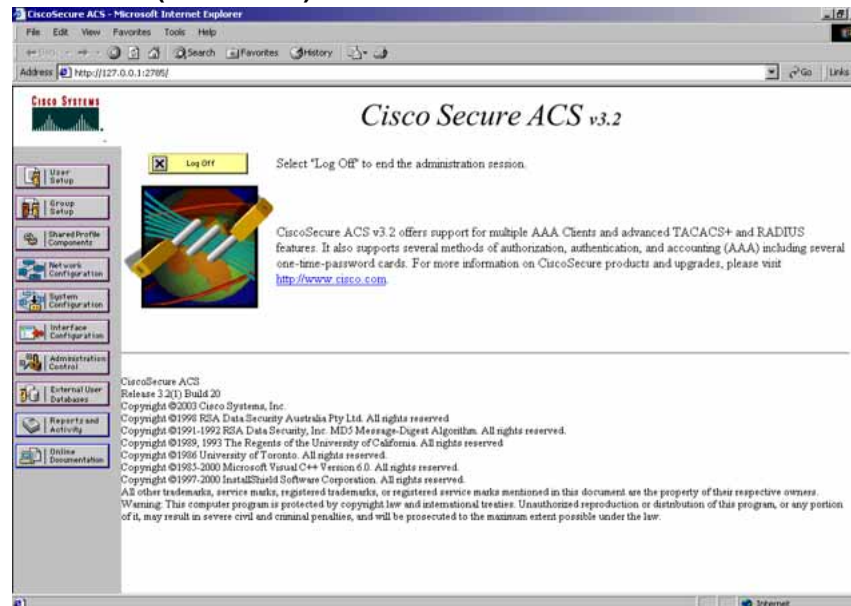 CiscoSecure ACS - Microsoft Internet Explorer
File Edit View Favorites Tools Help
Search Favorites History
Address http://127.0.0.1:2785/ Go Links
CISCO SYSTEMS
Cisco Secure ACS v3.2
Log Off
Select "Log Off" to end the administration session.
User Setup
Group Setup
Shared Profile Components
Network Configuration
System Configuration
Interface Configuration
Administration Control
External User Databases
Reports and Activity
Online Documentation
CiscoSecure ACS v3.2 offers support for multiple AAA Clients and advanced TACACS+ and RADIUS
features. It also supports several methods of authorization, authentication, and accounting (AAA) including several
one-time-password cards. For more information on CiscoSecure products and upgrades, please visit
http://www.cisco.com.
CiscoSecure ACS
Release 3.2(1) Build 20
Copyright ©2003 Cisco Systems, Inc.
Copyright ©1998 RSA Data Security Australia Pty Ltd. All rights reserved
Copyright ©1991-1992 RSA Data Security, Inc. MD5 Message-Digest Algorithm. All rights reserved.
Copyright ©1989, 1993 The Regents of the University of California. All rights reserved
Copyright ©1986 University of Toronto. All rights reserved.
Copyright ©1985-2000 Microsoft Visual C++ Version 6.0. All rights reserved.
Copyright ©1997-2000 InstallShield Software Corporation. All rights reserved.
All other trademarks, service marks, registered trademarks, or registered service marks mentioned in this document are the property of their respective owners.
Warning: This computer program is protected by copyright law and international treaties. Unauthorized reproduction or distribution of this program, or any portion
of it, may result in severe civil and criminal penalties, and will be prosecuted to the maximum extent possible under the law.
Internet